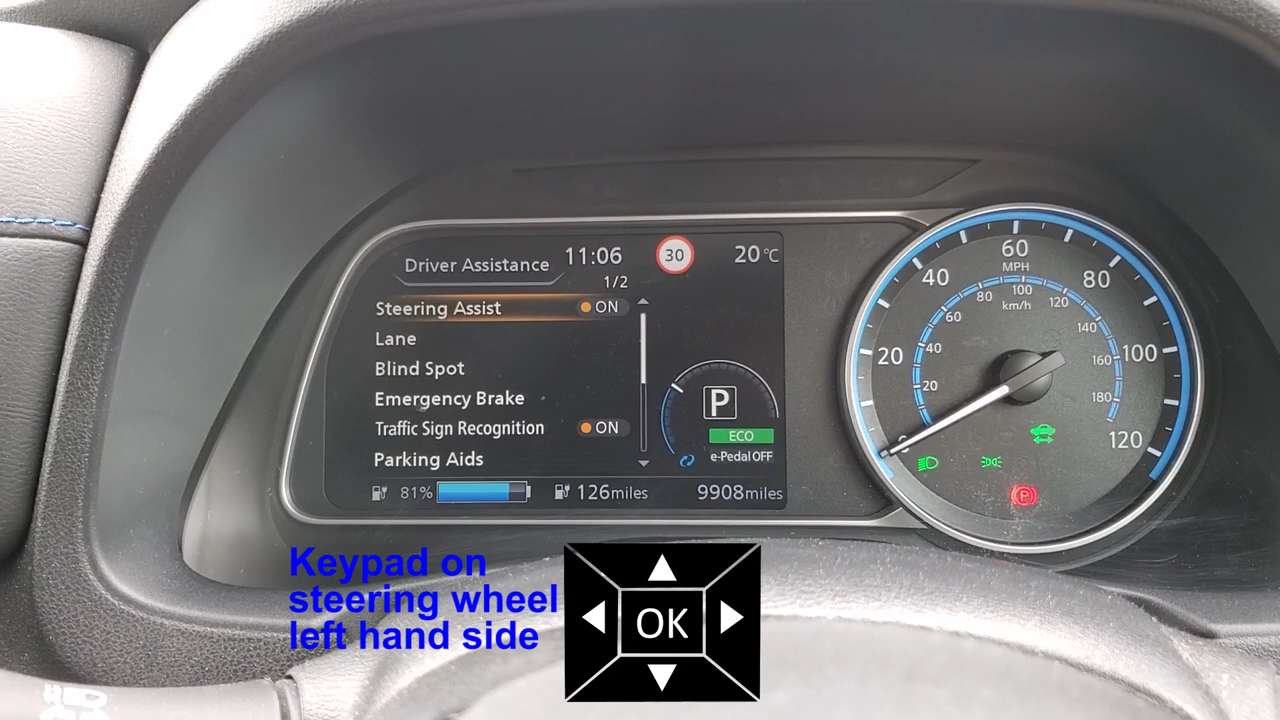 Driver Assistance
11:06
30
20°C
1/2
Steering Assist ON
Lane
Blind Spot
Emergency Brake
Traffic Sign Recognition ON
Parking Aids
P
ECO
e-Pedal OFF
81%
126miles
9908miles
0
20
40
60
80
100
120
MPH
km/h
20
40
60
80
100
120
140
160
180
P
Keypad on
steering wheel
left hand side
OK